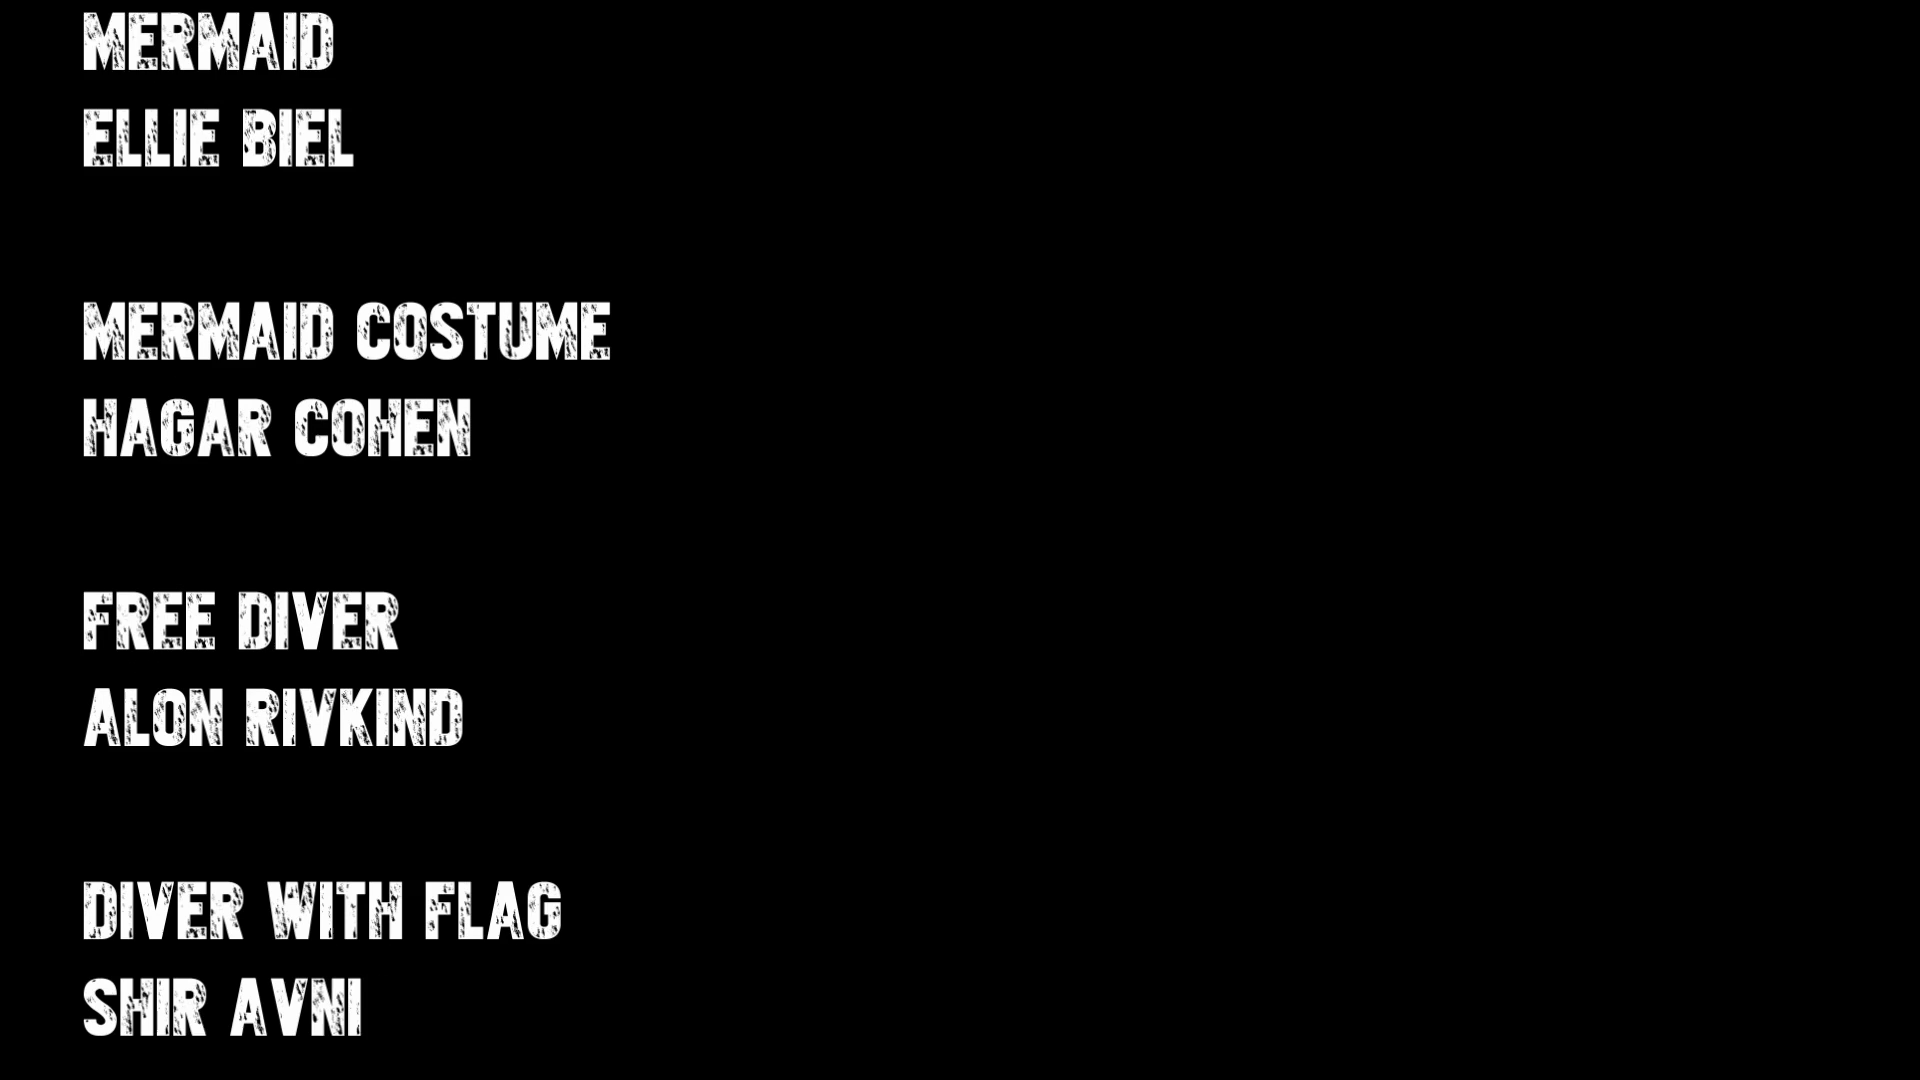 MERMAID
ELLIE BIEL
MERMAID COSTUME
HAGAR COHEN
FREE DIVER
ALON RIVKIND
DIVER WITH FLAG
SHIR AVNI